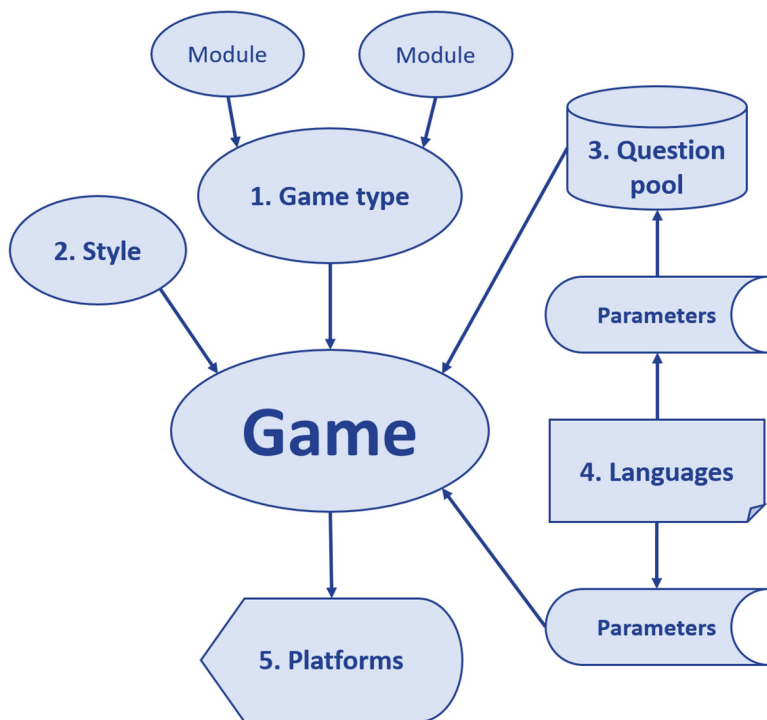 Module
Module
1. Game type
2. Style
3. Question
pool
Parameters
Game
4. Languages
Parameters
5. Platforms